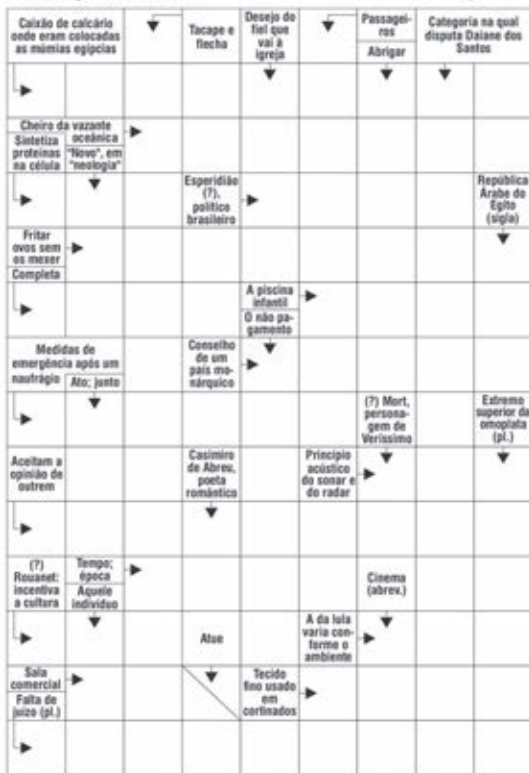 Caixão de calcário
onde eram colocadas
as múmias egípcias
Tacape e
flecha
Desejo do
fiel que
vai à
igreja
Passagei-
ros
Abrigar
Categoria na qual
disputa Daiane dos
Santos
Cheiro da vazante
oceânica
Sintetiza
proteínas
na célula
"Novo", em
"neologia"
Esperidião
(?),
político
brasileiro
República
Árabe do
Egito
(sigla)
Fritar
ovos sem
os mexer
Completa
A piscina
infantil
O não pa-
gamento
Medidas de
emergência após um
naufrágio
Ato; junto
Conselho
de um
país mo-
nárquico
(?) Mort,
persona-
gem de
Veríssimo
Extremo
superior da
omoplata
(pl.)
Aceitam a
opinião de
outrem
Casimiro
de Abreu,
poeta
romântico
Princípio
acústico
do sonar e
do radar
(?)
Rouanet:
incentiva
a cultura
Tempo;
época
Aquele
indivíduo
Cinema
(abrev.)
Atue
A da lula
varia con-
forme o
ambiente
Sala
comercial
Falta de
juízo (pl.)
Tecido
fino usado
em
cortinados